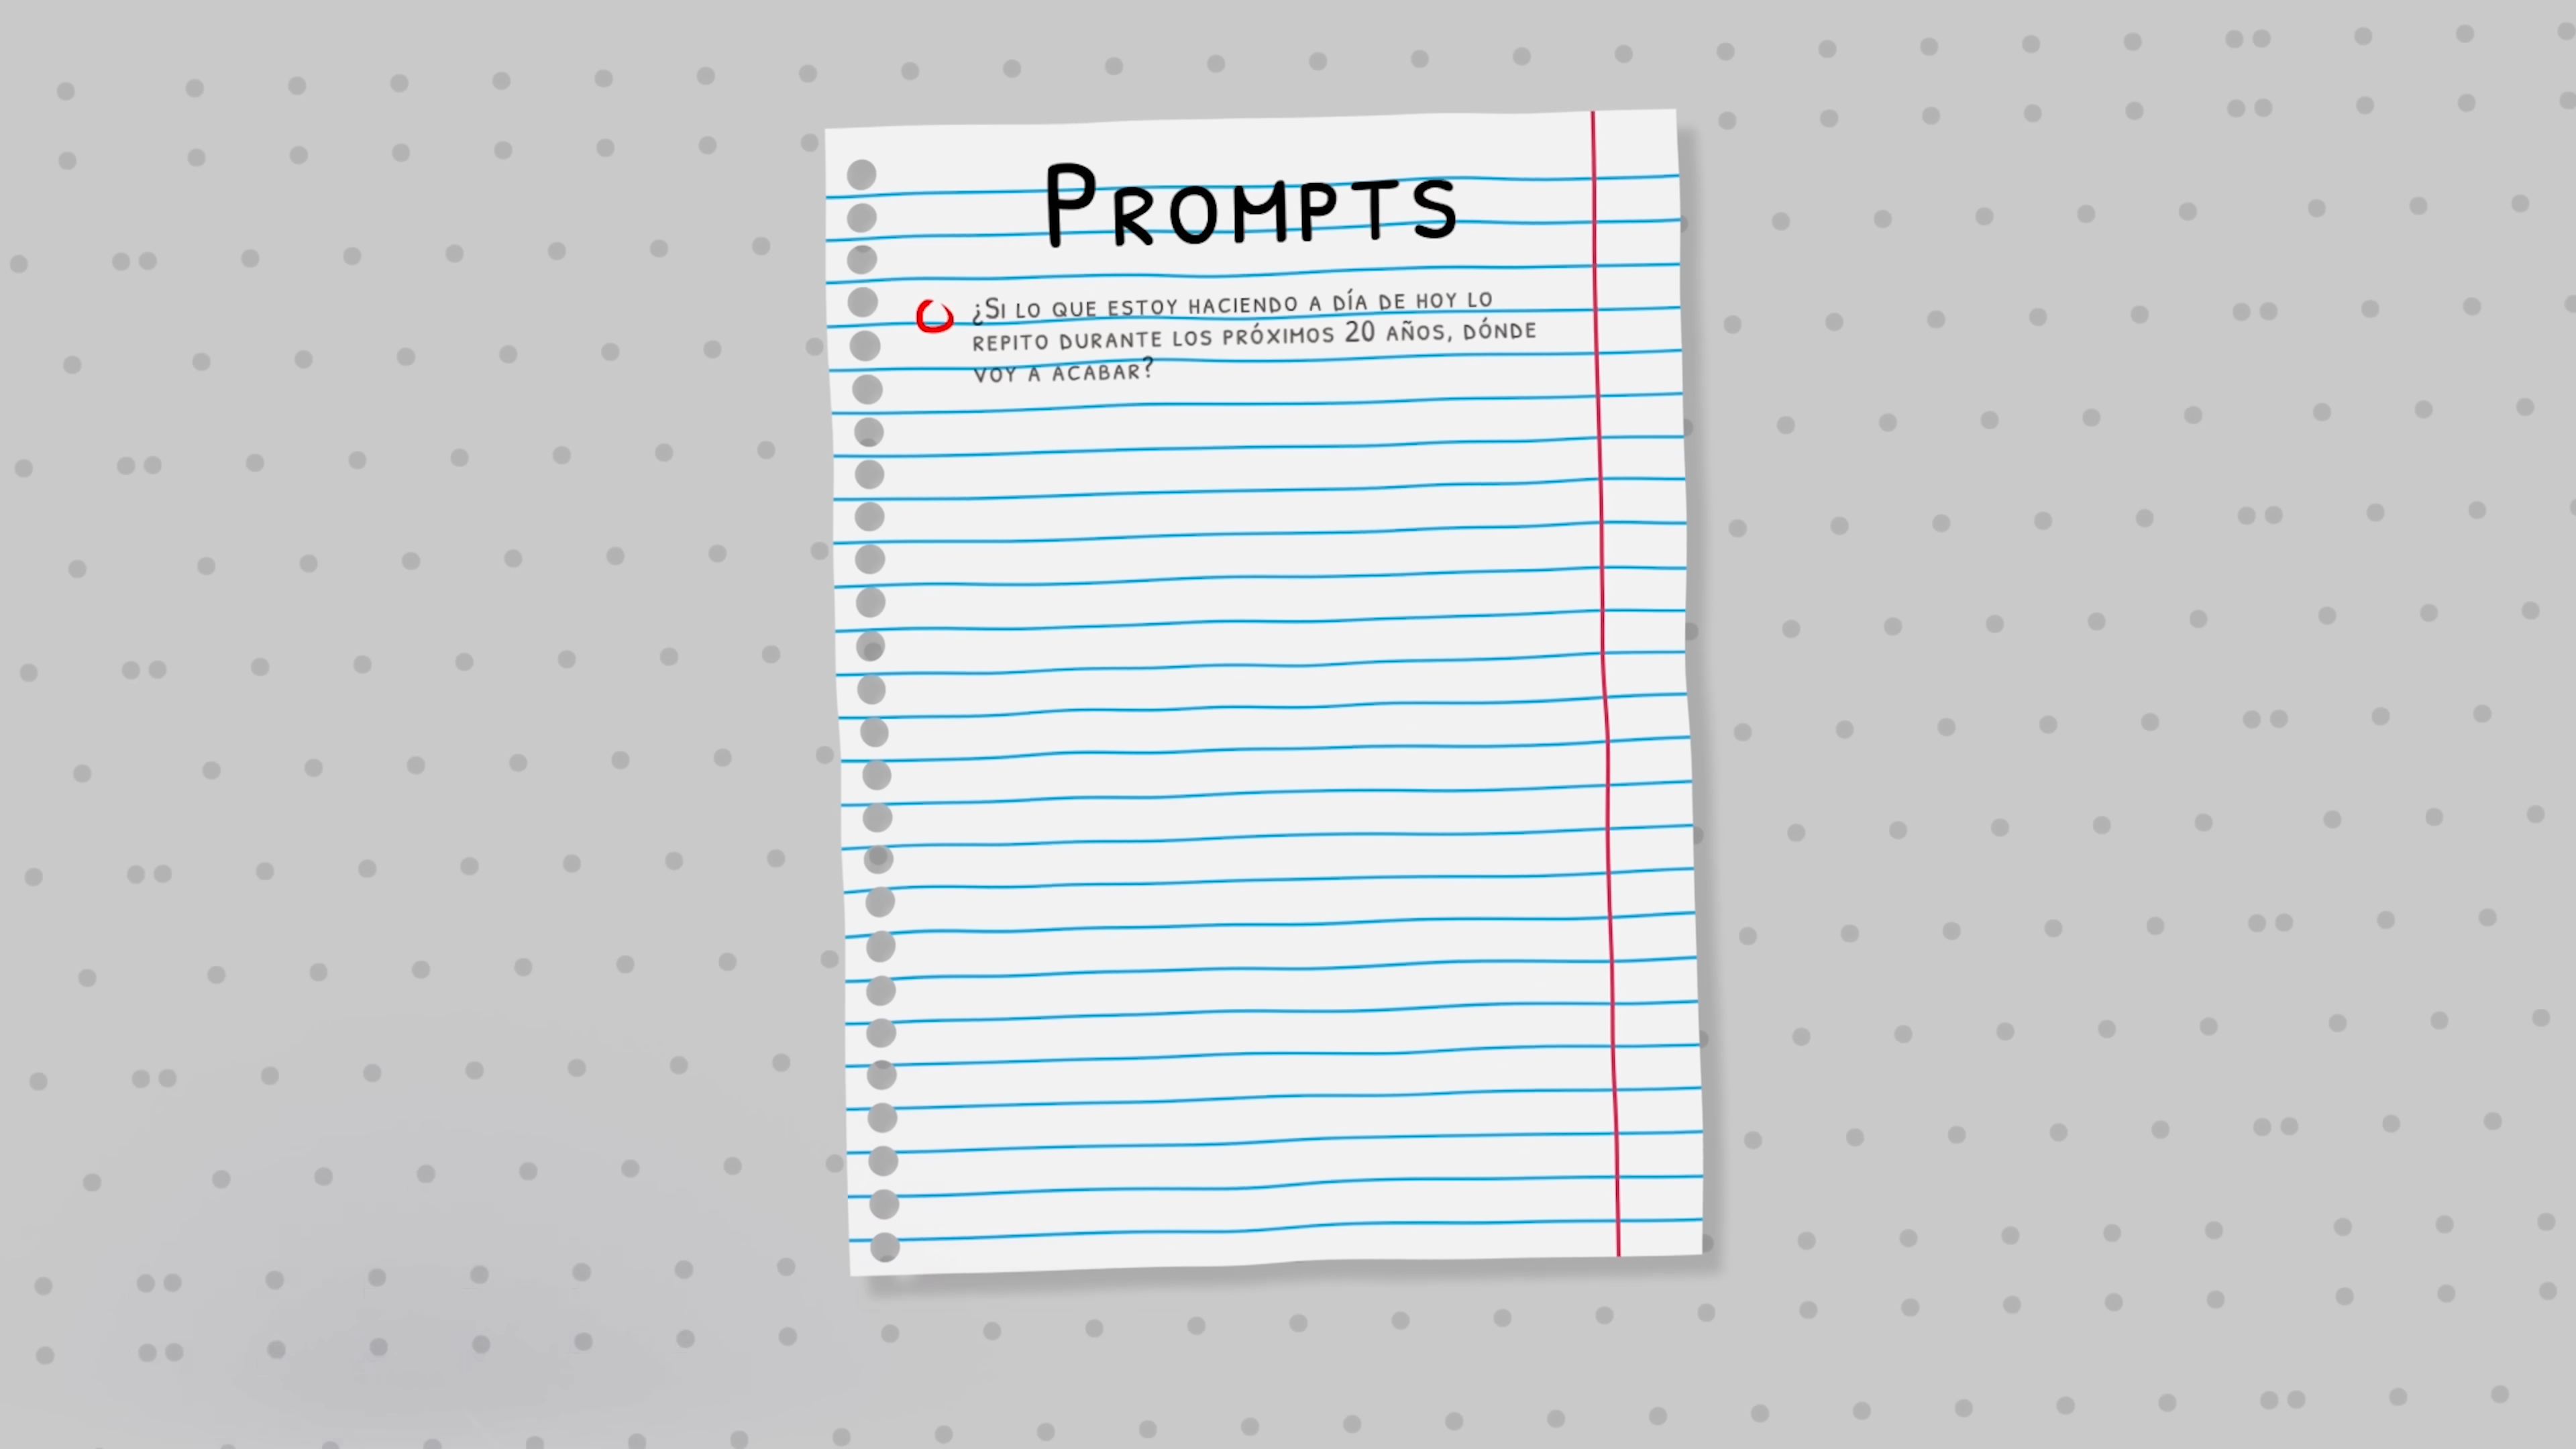 Prompts
¿Si lo que estoy haciendo a día de hoy lo
repito durante los próximos 20 años, dónde
voy a acabar?